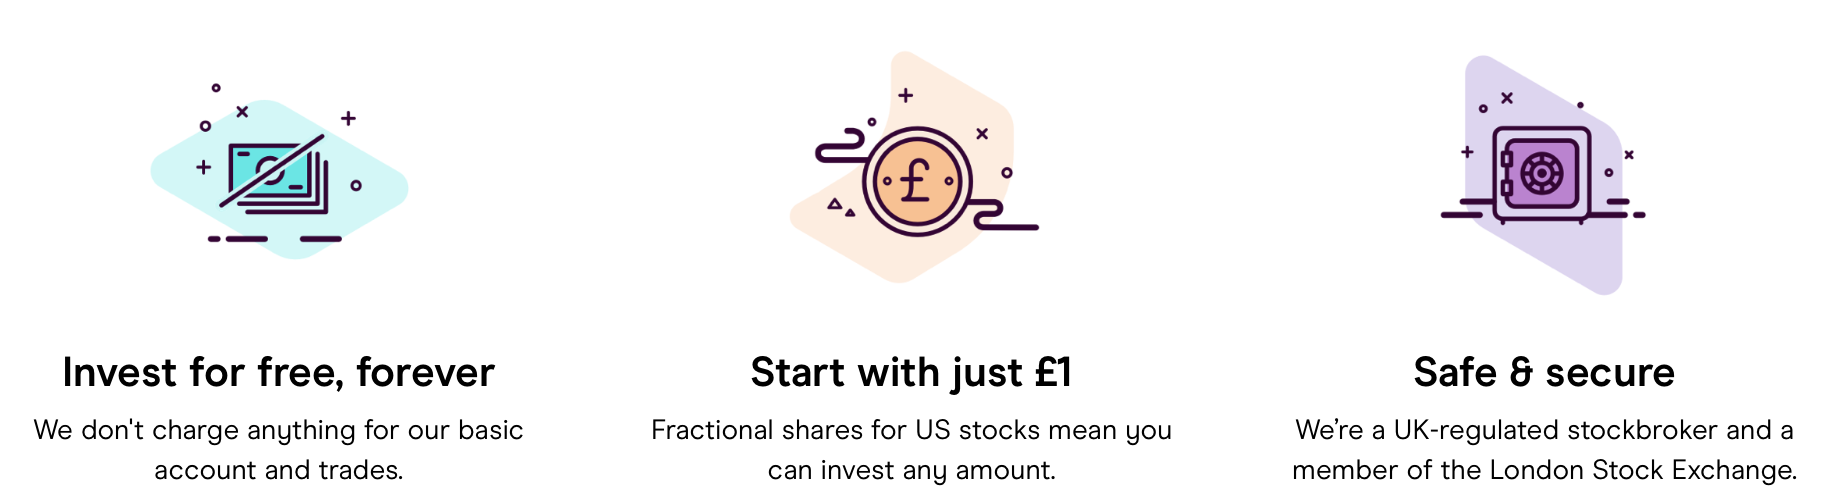 Invest for free, forever
We don't charge anything for our basic
account and trades.
£
Start with just £1
Fractional shares for US stocks mean you
can invest any amount.
Safe & secure
We’re a UK-regulated stockbroker and a
member of the London Stock Exchange.